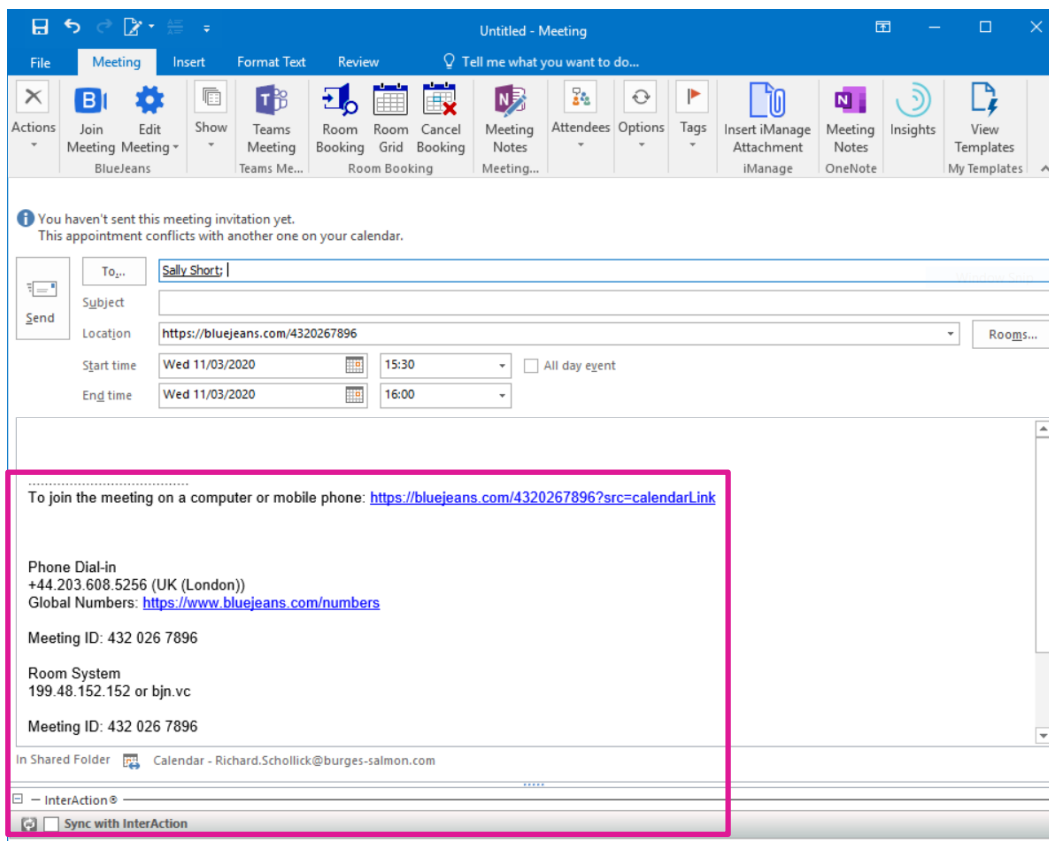 Untitled - Meeting
File Meeting Insert Format Text Review Tell me what you want to do...
Actions Join Meeting Edit Meeting Show Teams Meeting Room Booking Room Grid Cancel Booking Meeting Notes Attendees Options Tags Insert iManage Attachment Meeting Notes Insights View Templates
BlueJeans Teams Me... Room Booking Meeting... iManage OneNote My Templates
You haven't sent this meeting invitation yet.
This appointment conflicts with another one on your calendar.
Send
To... Sally Short;
Subject
Location https://bluejeans.com/4320267896 Rooms...
Start time Wed 11/03/2020 15:30 All day event
End time Wed 11/03/2020 16:00
To join the meeting on a computer or mobile phone: https://bluejeans.com/4320267896?src=calendarLink
Phone Dial-in
+44.203.608.5256 (UK (London))
Global Numbers: https://www.bluejeans.com/numbers
Meeting ID: 432 026 7896
Room System
199.48.152.152 or bjn.vc
Meeting ID: 432 026 7896
In Shared Folder Calendar - Richard.Schollick@burges-salmon.com
InterAction®
Sync with InterAction